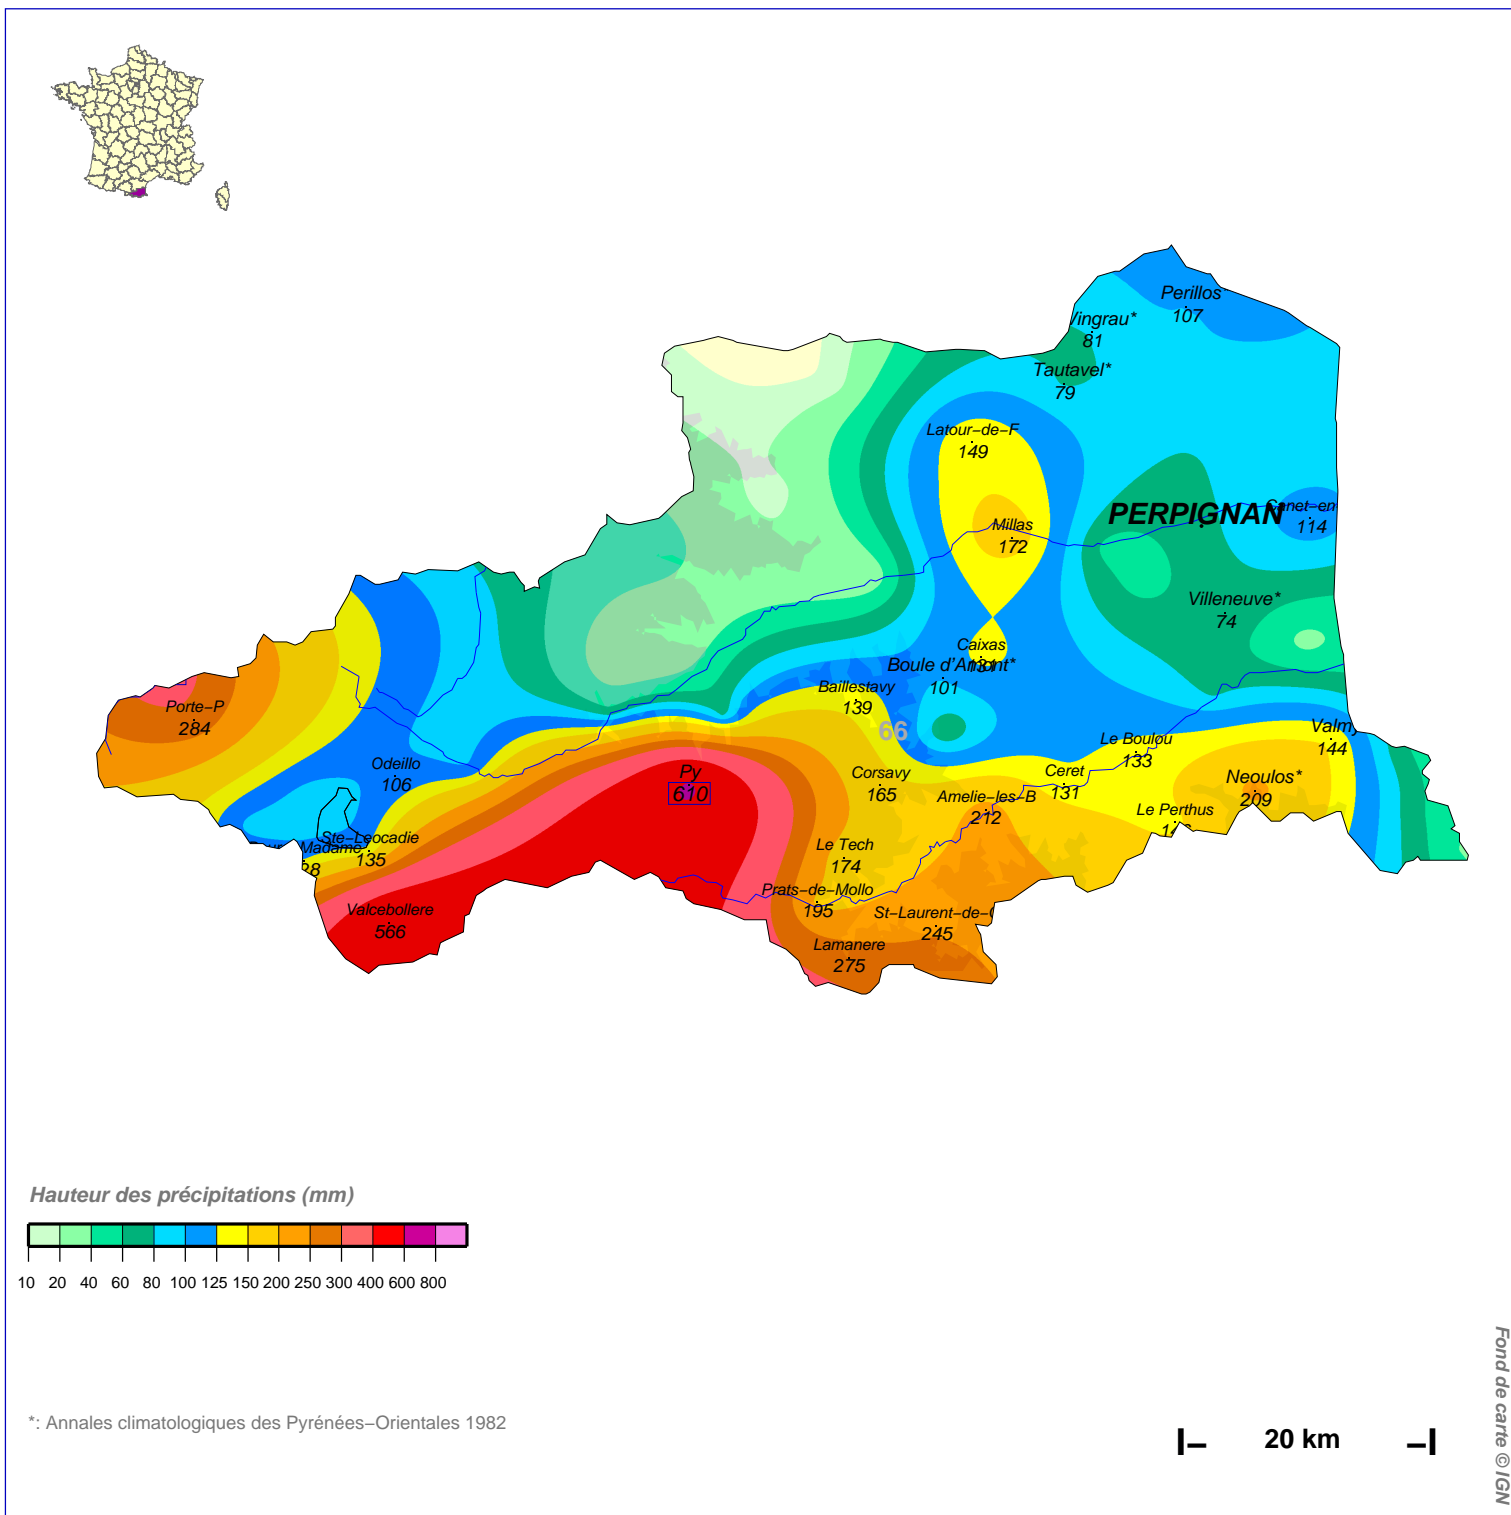 Perillos
107
Vingrau*
81
Tautavel*
79
Latour-de-F
149
Millas
172
PERPIGNAN
Canet-en
114
Villeneuve*
74
Caixas
131
Boule d'Amont*
101
Baillestavy
139
66
Porte-P
284
Odeillo
106
Py
610
Corsavy
165
Amelie-les-B
212
Ceret
131
Le Boulou
133
Valmy
144
Neoulos*
209
Le Perthus
Ste-Leocadie
135
Madame
28
Le Tech
174
Prats-de-Mollo
195
Valcebollere
566
St-Laurent-de-C
245
Lamanere
275
Hauteur des précipitations (mm)
10 20 40 60 80 100 125 150 200 250 300 400 600 800
*: Annales climatologiques des Pyrénées-Orientales 1982
20 km
Fond de carte © IGN